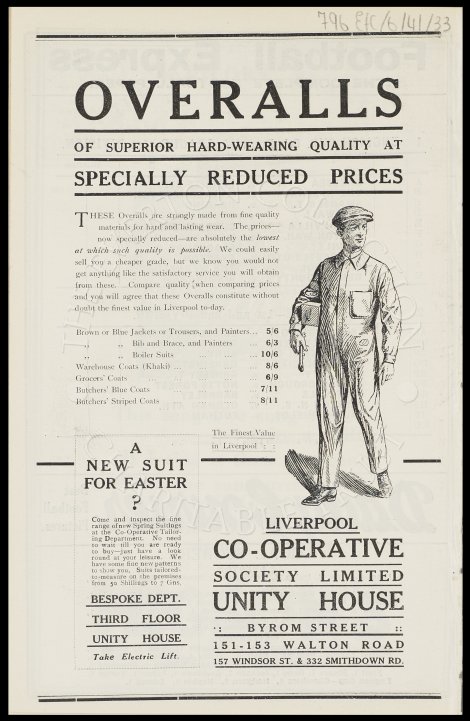 796 EFC/6/41/33
OVERALLS
OF SUPERIOR HARD-WEARING QUALITY AT
SPECIALLY REDUCED PRICES
THESE Overalls are strongly made from fine quality
materials for hard and lasting wear. The prices—
now specially reduced—are absolutely the lowest
at which such quality is possible. We could easily
sell you a cheaper grade, but we know you would not
get anything like the satisfactory service you will obtain
from these. Compare quality when comparing prices
and you will agree that these Overalls constitute without
doubt the finest value in Liverpool to-day.
Brown or Blue Jackets or Trousers, and Painters... 5/6
„ „ Bib and Brace, and Painters ... 6/3
„ „ Boiler Suits ... ... ... 10/6
Warehouse Coats (Khaki) ... ... ... ... 8/6
Grocers' Coats ... ... ... ... 6/9
Butchers' Blue Coats ... ... ... ... 7/11
Butchers' Striped Coats ... ... ... ... 8/11
The Finest Value
in Liverpool : :
A
NEW SUIT
FOR EASTER
?
Come and inspect the fine
range of new Spring Suitings
at the Co-Operative Tailor-
ing Department. No need
to wait till you are ready
to buy—just have a look
round at your leisure. We
have some fine new patterns
to show you. Suits tailored-
to-measure on the premises
from 50 Shillings to 7 Gns.
BESPOKE DEPT.
THIRD FLOOR
UNITY HOUSE
Take Electric Lift.
LIVERPOOL
CO-OPERATIVE
SOCIETY LIMITED
UNITY HOUSE
:: BYROM STREET ::
151-153 WALTON ROAD
157 WINDSOR ST. & 332 SMITHDOWN RD.